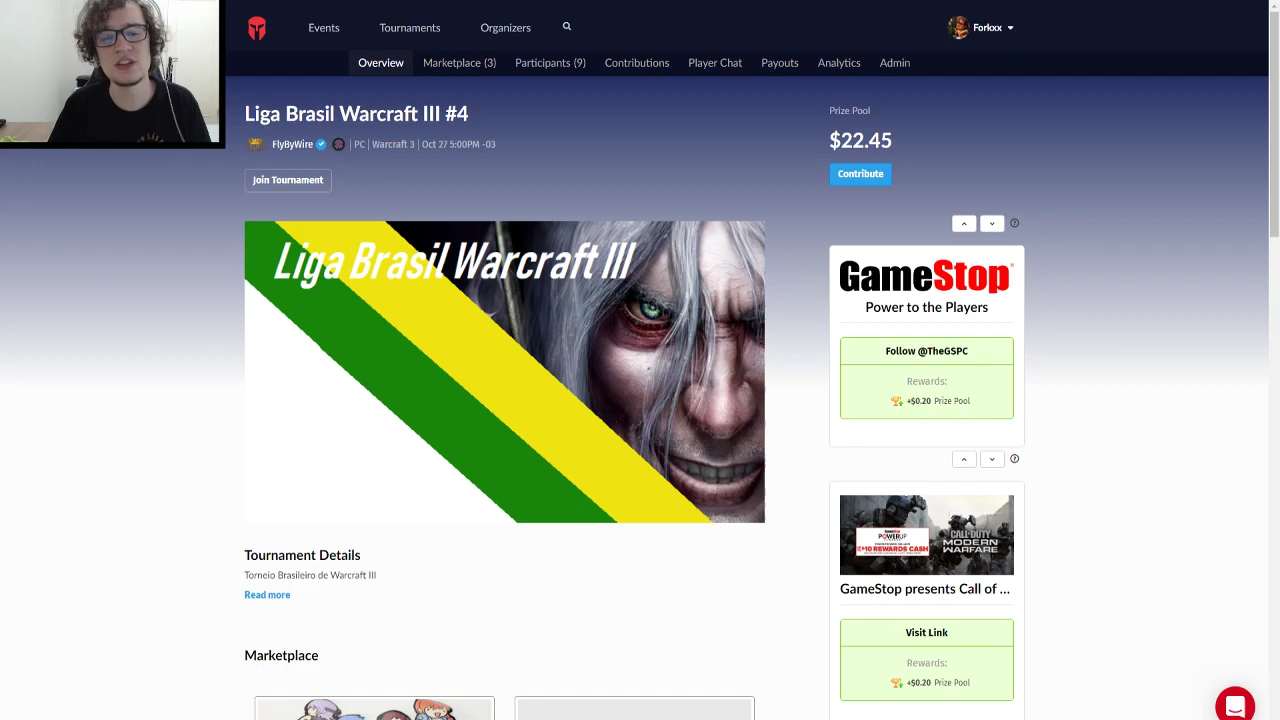 Events
Tournaments
Organizers
Forkxx
Overview
Marketplace (3)
Participants (9)
Contributions
Player Chat
Payouts
Analytics
Admin
Liga Brasil Warcraft III #4
FlyByWire | PC | Warcraft 3 | Oct 27 5:00PM -03
Join Tournament
Prize Pool
$22.45
Contribute
Liga Brasil Warcraft III
GameStop
Power to the Players
Follow @TheGSPC
Rewards:
+$0.20 Prize Pool
Tournament Details
Torneio Brasileiro de Warcraft III
Read more
Marketplace
GameStop
POWERUP
REWARDS CASH
CALL OF DUTY
MODERN
WARFARE
GameStop presents Call of ...
Visit Link
Rewards:
+$0.20 Prize Pool